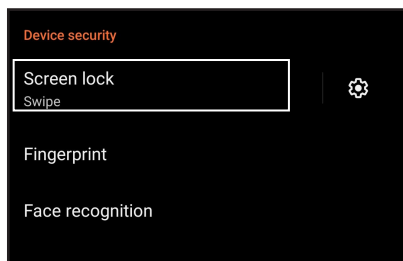 Device security
Screen lock
Swipe
Fingerprint
Face recognition